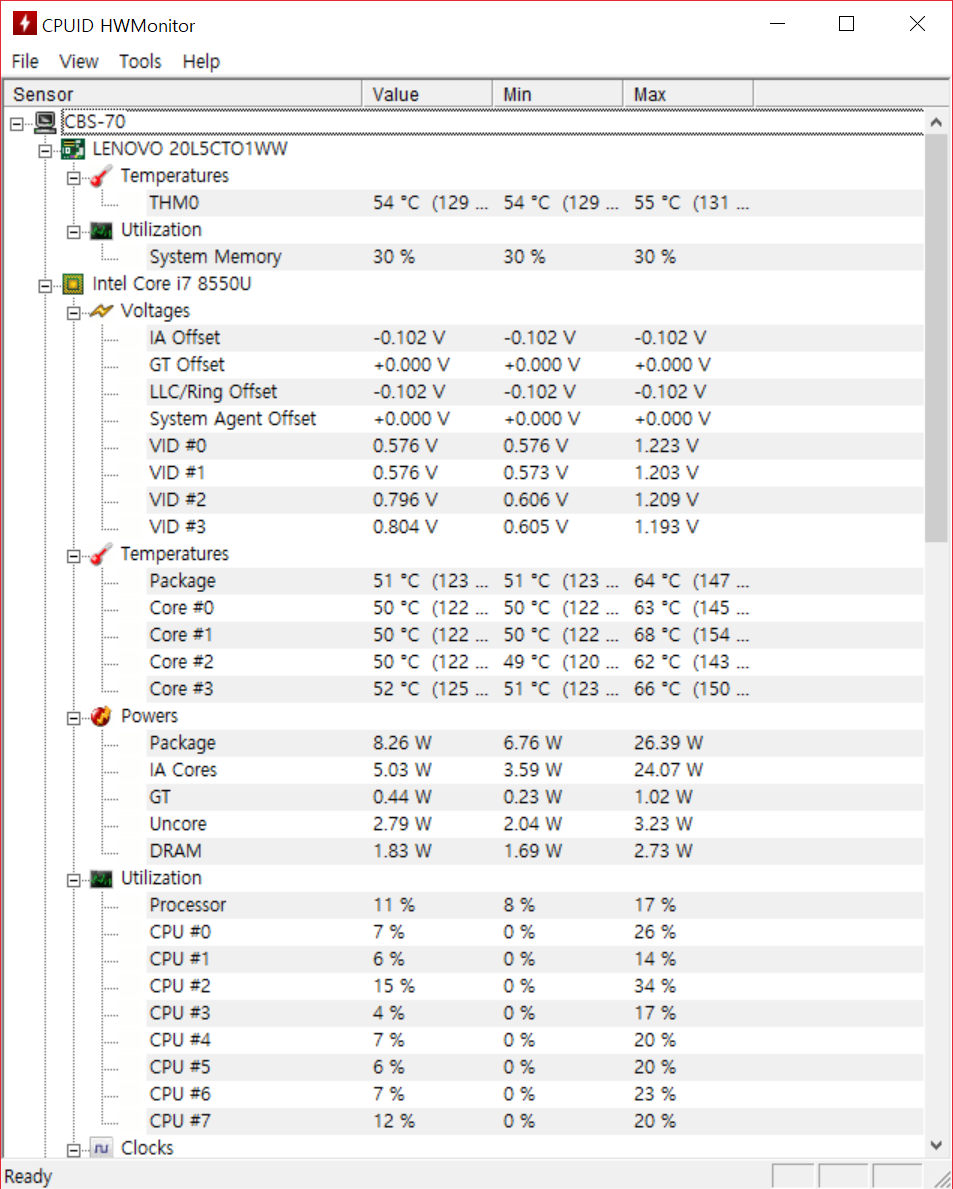 CPUID HWMonitor
File View Tools Help
Sensor Value Min Max
CBS-70
LENOVO 20L5CTO1WW
Temperatures
THM0 54 °C (129 ... 54 °C (129 ... 55 °C (131 ...
Utilization
System Memory 30 % 30 % 30 %
Intel Core i7 8550U
Voltages
IA Offset -0.102 V -0.102 V -0.102 V
GT Offset +0.000 V +0.000 V +0.000 V
LLC/Ring Offset -0.102 V -0.102 V -0.102 V
System Agent Offset +0.000 V +0.000 V +0.000 V
VID #0 0.576 V 0.576 V 1.223 V
VID #1 0.576 V 0.573 V 1.203 V
VID #2 0.796 V 0.606 V 1.209 V
VID #3 0.804 V 0.605 V 1.193 V
Temperatures
Package 51 °C (123 ... 51 °C (123 ... 64 °C (147 ...
Core #0 50 °C (122 ... 50 °C (122 ... 63 °C (145 ...
Core #1 50 °C (122 ... 50 °C (122 ... 68 °C (154 ...
Core #2 50 °C (122 ... 49 °C (120 ... 62 °C (143 ...
Core #3 52 °C (125 ... 51 °C (123 ... 66 °C (150 ...
Powers
Package 8.26 W 6.76 W 26.39 W
IA Cores 5.03 W 3.59 W 24.07 W
GT 0.44 W 0.23 W 1.02 W
Uncore 2.79 W 2.04 W 3.23 W
DRAM 1.83 W 1.69 W 2.73 W
Utilization
Processor 11 % 8 % 17 %
CPU #0 7 % 0 % 26 %
CPU #1 6 % 0 % 14 %
CPU #2 15 % 0 % 34 %
CPU #3 4 % 0 % 17 %
CPU #4 7 % 0 % 20 %
CPU #5 6 % 0 % 20 %
CPU #6 7 % 0 % 23 %
CPU #7 12 % 0 % 20 %
Clocks
Ready